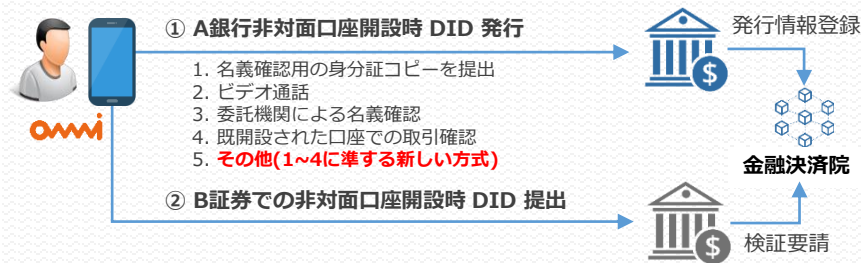 ① A銀行非対面口座開設時 DID 発行
1. 名義確認用の身分証コピーを提出
2. ビデオ通話
3. 委託機関による名義確認
4. 既開設された口座での取引確認
5. その他(1~4に準する新しい方式)
② B証券での非対面口座開設時 DID 提出
omni
発行情報登録
$
金融決済院
$
検証要請